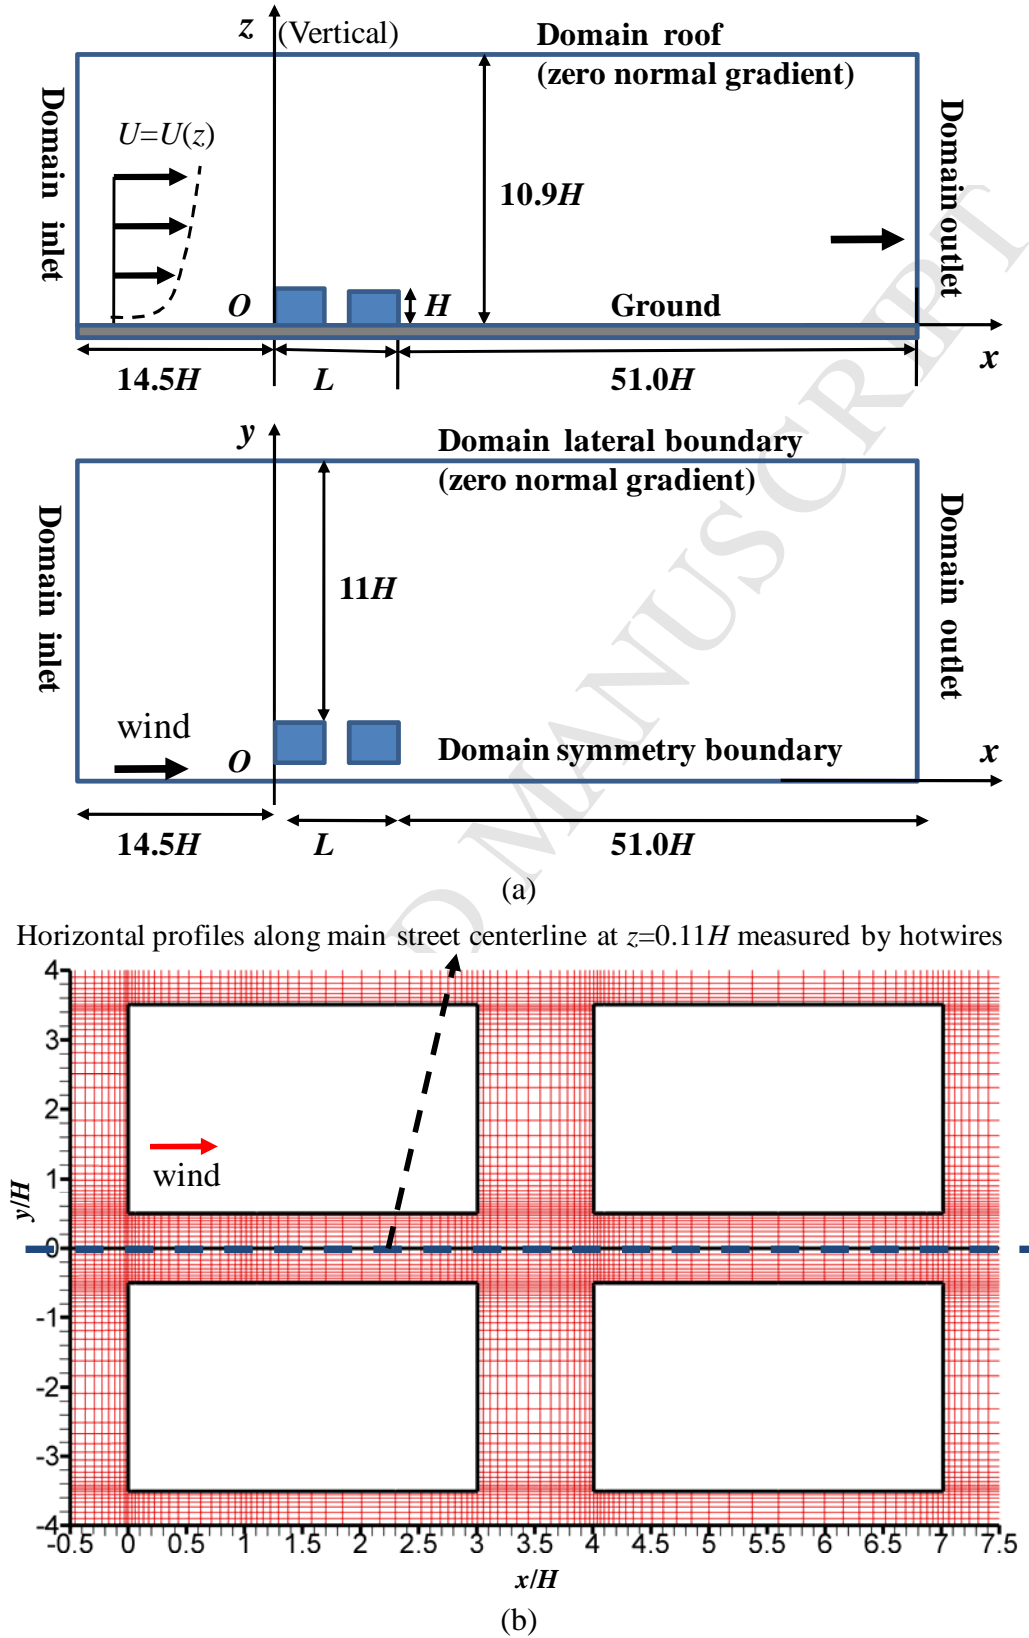 z (Vertical)
Domain roof
(zero normal gradient)
Domain inlet
U=U(z)
10.9H
Domain outlet
O
H
Ground
x
14.5H
L
51.0H
y
Domain lateral boundary
(zero normal gradient)
Domain inlet
11H
Domain outlet
wind
O
Domain symmetry boundary
x
14.5H
L
51.0H
(a)
Horizontal profiles along main street centerline at z=0.11H measured by hotwires
4
3
2
1
0
-1
-2
-3
-4
y/H
wind
-0.5 0 0.5 1 1.5 2 2.5 3 3.5 4 4.5 5 5.5 6 6.5 7 7.5
x/H
(b)
D MANUSCRIPT